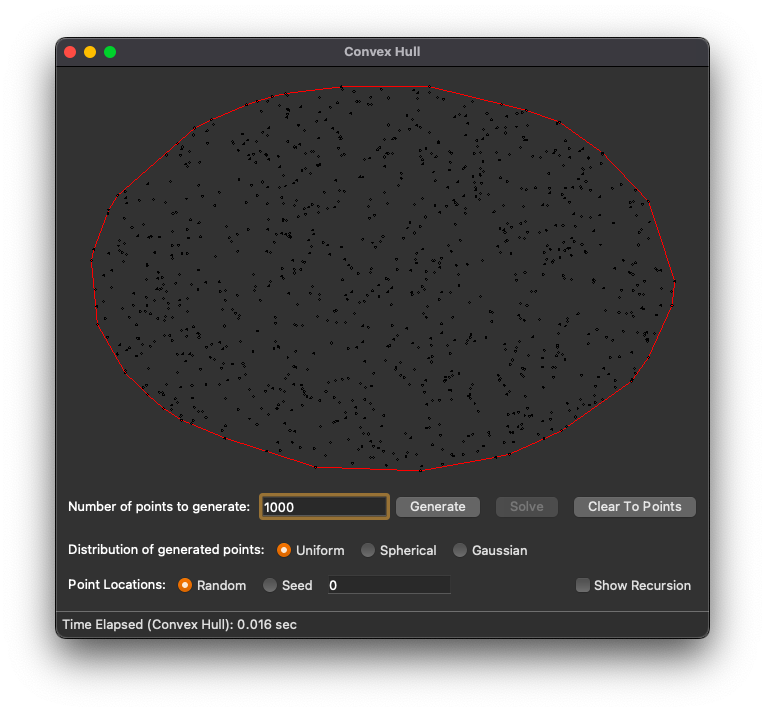 Convex Hull
Number of points to generate: 1000 Generate Solve Clear To Points
Distribution of generated points: Uniform Spherical Gaussian
Point Locations: Random Seed 0 Show Recursion
Time Elapsed (Convex Hull): 0.016 sec